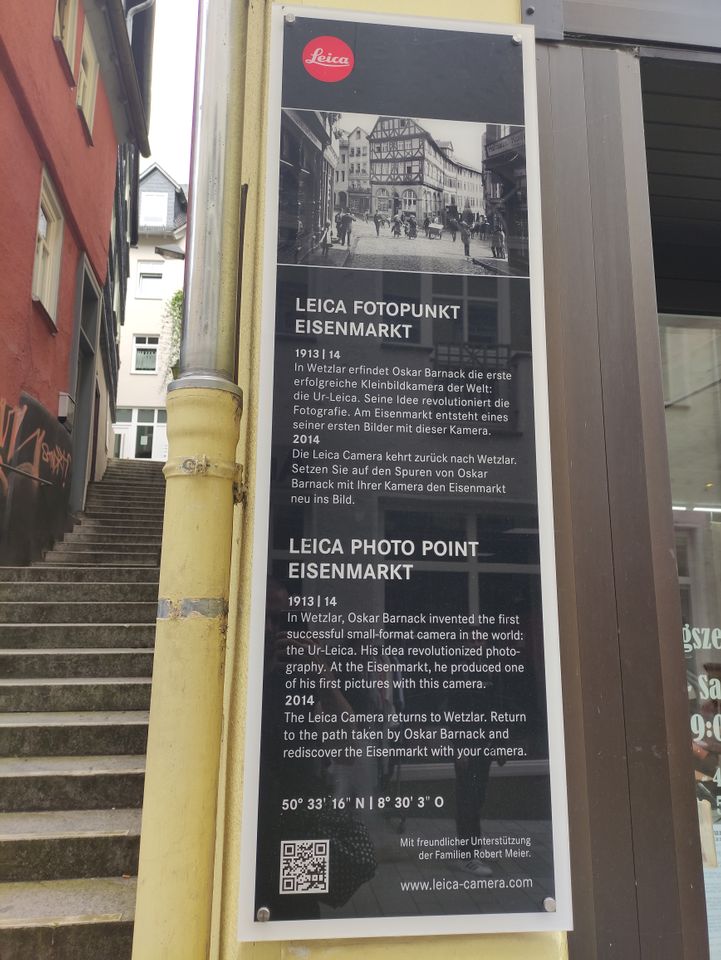 Leica
LEICA FOTOPUNKT
EISENMARKT
1913 | 14
In Wetzlar erfindet Oskar Barnack die erste
erfolgreiche Kleinbildkamera der Welt:
die Ur-Leica. Seine Idee revolutioniert die
Fotografie. Am Eisenmarkt entsteht eines
seiner ersten Bilder mit dieser Kamera.
2014
Die Leica Camera kehrt zurück nach Wetzlar.
Setzen Sie auf den Spuren von Oskar
Barnack mit Ihrer Kamera den Eisenmarkt
neu ins Bild.
LEICA PHOTO POINT
EISENMARKT
1913 | 14
In Wetzlar, Oskar Barnack invented the first
successful small-format camera in the world:
the Ur-Leica. His idea revolutionized photo-
graphy. At the Eisenmarkt, he produced one
of his first pictures with this camera.
2014
The Leica Camera returns to Wetzlar. Return
to the path taken by Oskar Barnack and
rediscover the Eisenmarkt with your camera.
50° 33' 16" N | 8° 30' 3" O
Mit freundlicher Unterstützung
der Familien Robert Meier.
www.leica-camera.com
gsze
- Sa
9:0